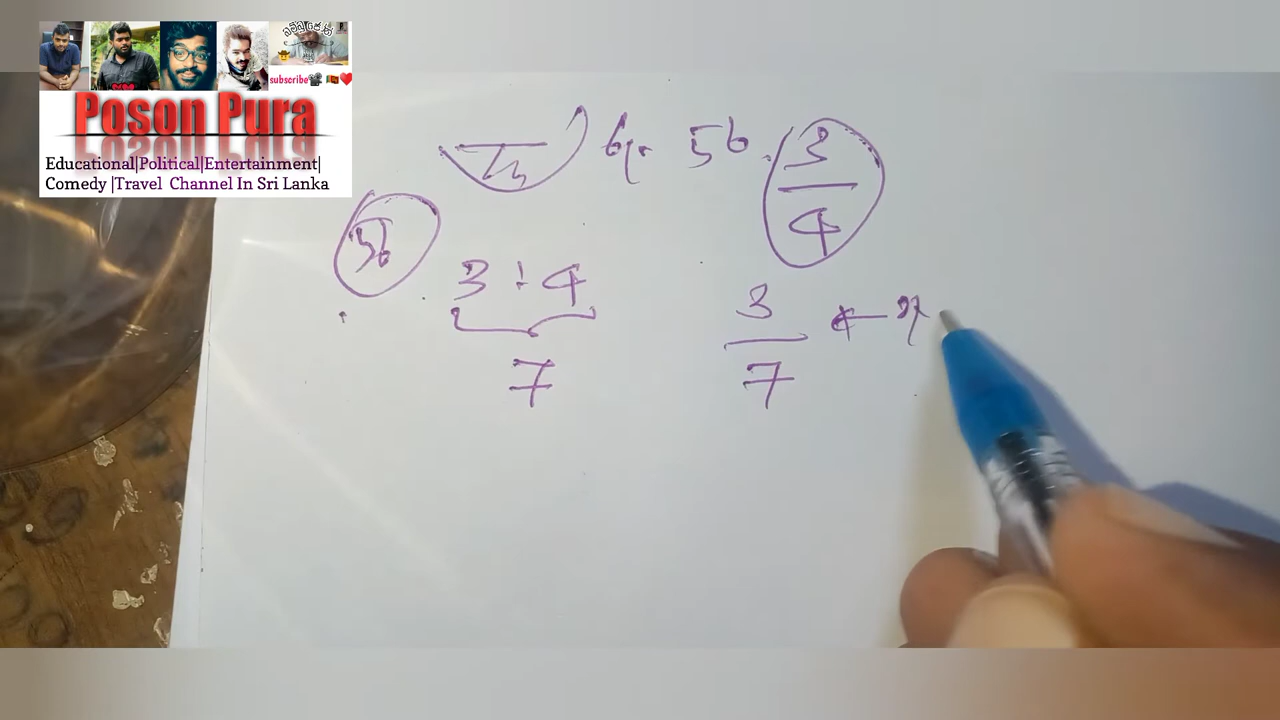 subscribe
Poson Pura
Educational|Political|Entertainment|
Comedy |Travel Channel In Sri Lanka
56 3
4
56
3 : 4
7
3
7